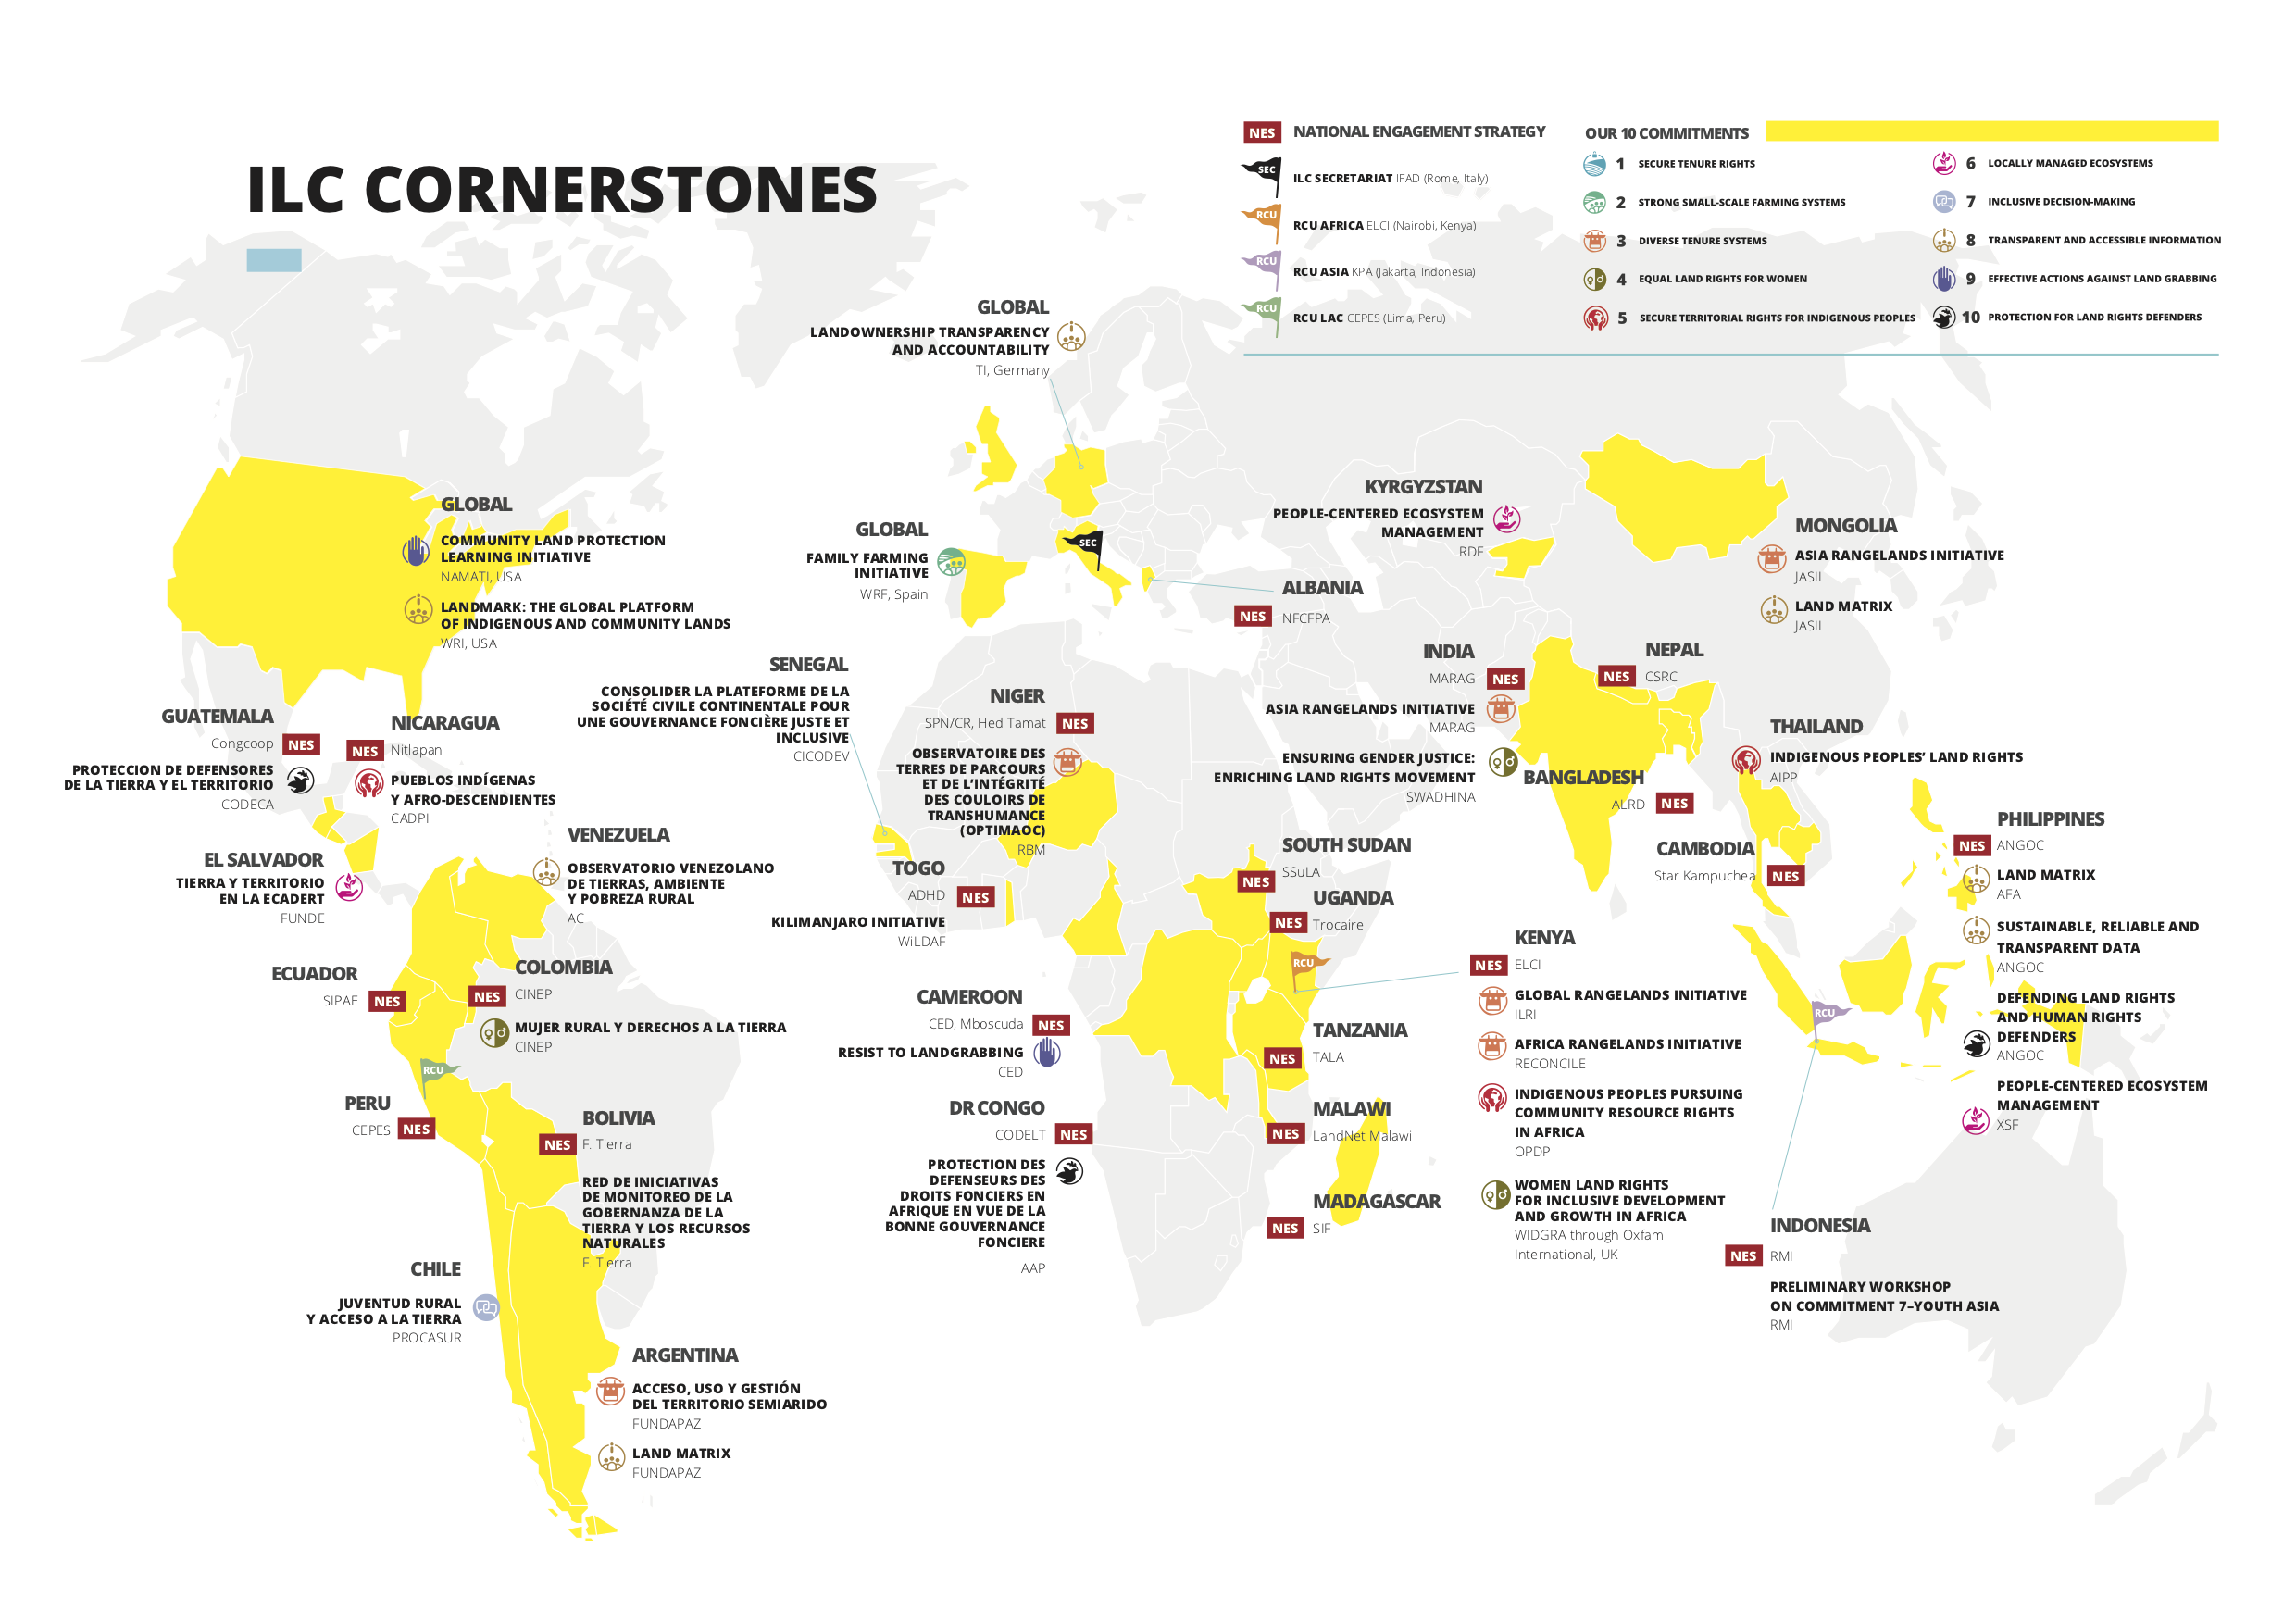 ILC CORNERSTONES
NES NATIONAL ENGAGEMENT STRATEGY
SEC ILC SECRETARIAT IFAD (Rome, Italy)
RCU RCU AFRICA ELCI (Nairobi, Kenya)
RCU RCU ASIA KPA (Jakarta, Indonesia)
RCU RCU LAC CEPES (Lima, Peru)
OUR 10 COMMITMENTS
1 SECURE TENURE RIGHTS
2 STRONG SMALL-SCALE FARMING SYSTEMS
3 DIVERSE TENURE SYSTEMS
4 EQUAL LAND RIGHTS FOR WOMEN
5 SECURE TERRITORIAL RIGHTS FOR INDIGENOUS PEOPLES
6 LOCALLY MANAGED ECOSYSTEMS
7 INCLUSIVE DECISION-MAKING
8 TRANSPARENT AND ACCESSIBLE INFORMATION
9 EFFECTIVE ACTIONS AGAINST LAND GRABBING
10 PROTECTION FOR LAND RIGHTS DEFENDERS
GLOBAL
LANDOWNERSHIP TRANSPARENCY
AND ACCOUNTABILITY
TI, Germany
GLOBAL
COMMUNITY LAND PROTECTION
LEARNING INITIATIVE
NAMATI, USA
LANDMARK: THE GLOBAL PLATFORM
OF INDIGENOUS AND COMMUNITY LANDS
WRI, USA
GLOBAL
FAMILY FARMING
INITIATIVE
WRF, Spain
SEC
ALBANIA
NES NFCFPA
KYRGYZSTAN
PEOPLE-CENTERED ECOSYSTEM
MANAGEMENT
RDF
MONGOLIA
ASIA RANGELANDS INITIATIVE
JASIL
LAND MATRIX
JASIL
GUATEMALA
Congcoop NES
PROTECCION DE DEFENSORES
DE LA TIERRA Y EL TERRITORIO
CODECA
NICARAGUA
NES Nitlapan
PUEBLOS INDÍGENAS
Y AFRO-DESCENDIENTES
CADPI
EL SALVADOR
TIERRA Y TERRITORIO
EN LA ECADERT
FUNDE
VENEZUELA
OBSERVATORIO VENEZOLANO
DE TIERRAS, AMBIENTE
Y POBREZA RURAL
AC
ECUADOR
SIPAE NES
COLOMBIA
NES CINEP
MUJER RURAL Y DERECHOS A LA TIERRA
CINEP
RCU
PERU
CEPES NES
BOLIVIA
NES F. Tierra
RED DE INICIATIVAS
DE MONITOREO DE LA
GOBERNANZA DE LA
TIERRA Y LOS RECURSOS
NATURALES
F. Tierra
CHILE
JUVENTUD RURAL
Y ACCESO A LA TIERRA
PROCASUR
ARGENTINA
ACCESO, USO Y GESTIÓN
DEL TERRITORIO SEMIARIDO
FUNDAPAZ
LAND MATRIX
FUNDAPAZ
SENEGAL
CONSOLIDER LA PLATEFORME DE LA
SOCIÉTÉ CIVILE CONTINENTALE POUR
UNE GOUVERNANCE FONCIÈRE JUSTE ET
INCLUSIVE
CICODEV
NIGER
SPN/CR, Hed Tamat NES
OBSERVATOIRE DES
TERRES DE PARCOURS
ET DE L'INTÉGRITÉ
DES COULOIRS DE
TRANSHUMANCE
(OPTIMAOC)
RBM
TOGO
ADHD NES
KILIMANJARO INITIATIVE
WiLDAF
CAMEROON
CED, Mboscuda NES
RESIST TO LANDGRABBING
CED
DR CONGO
CODELT NES
PROTECTION DES
DEFENSEURS DES
DROITS FONCIERS EN
AFRIQUE EN VUE DE LA
BONNE GOUVERNANCE
FONCIERE
AAP
SOUTH SUDAN
NES SSuLA
UGANDA
NES Trocaire
RCU
TANZANIA
NES TALA
MALAWI
NES LandNet Malawi
MADAGASCAR
NES SIF
KENYA
NES ELCI
GLOBAL RANGELANDS INITIATIVE
ILRI
AFRICA RANGELANDS INITIATIVE
RECONCILE
INDIGENOUS PEOPLES PURSUING
COMMUNITY RESOURCE RIGHTS
IN AFRICA
OPDP
WOMEN LAND RIGHTS
FOR INCLUSIVE DEVELOPMENT
AND GROWTH IN AFRICA
WIDGRA through Oxfam
International, UK
INDIA
MARAG NES
ASIA RANGELANDS INITIATIVE
MARAG
ENSURING GENDER JUSTICE:
ENRICHING LAND RIGHTS MOVEMENT
SWADHINA
NEPAL
NES CSRC
BANGLADESH
ALRD NES
THAILAND
INDIGENOUS PEOPLES' LAND RIGHTS
AIPP
CAMBODIA
Star Kampuchea NES
PHILIPPINES
NES ANGOC
LAND MATRIX
AFA
SUSTAINABLE, RELIABLE AND
TRANSPARENT DATA
ANGOC
DEFENDING LAND RIGHTS
AND HUMAN RIGHTS
DEFENDERS
ANGOC
PEOPLE-CENTERED ECOSYSTEM
MANAGEMENT
XSF
RCU
INDONESIA
NES RMI
PRELIMINARY WORKSHOP
ON COMMITMENT 7–YOUTH ASIA
RMI